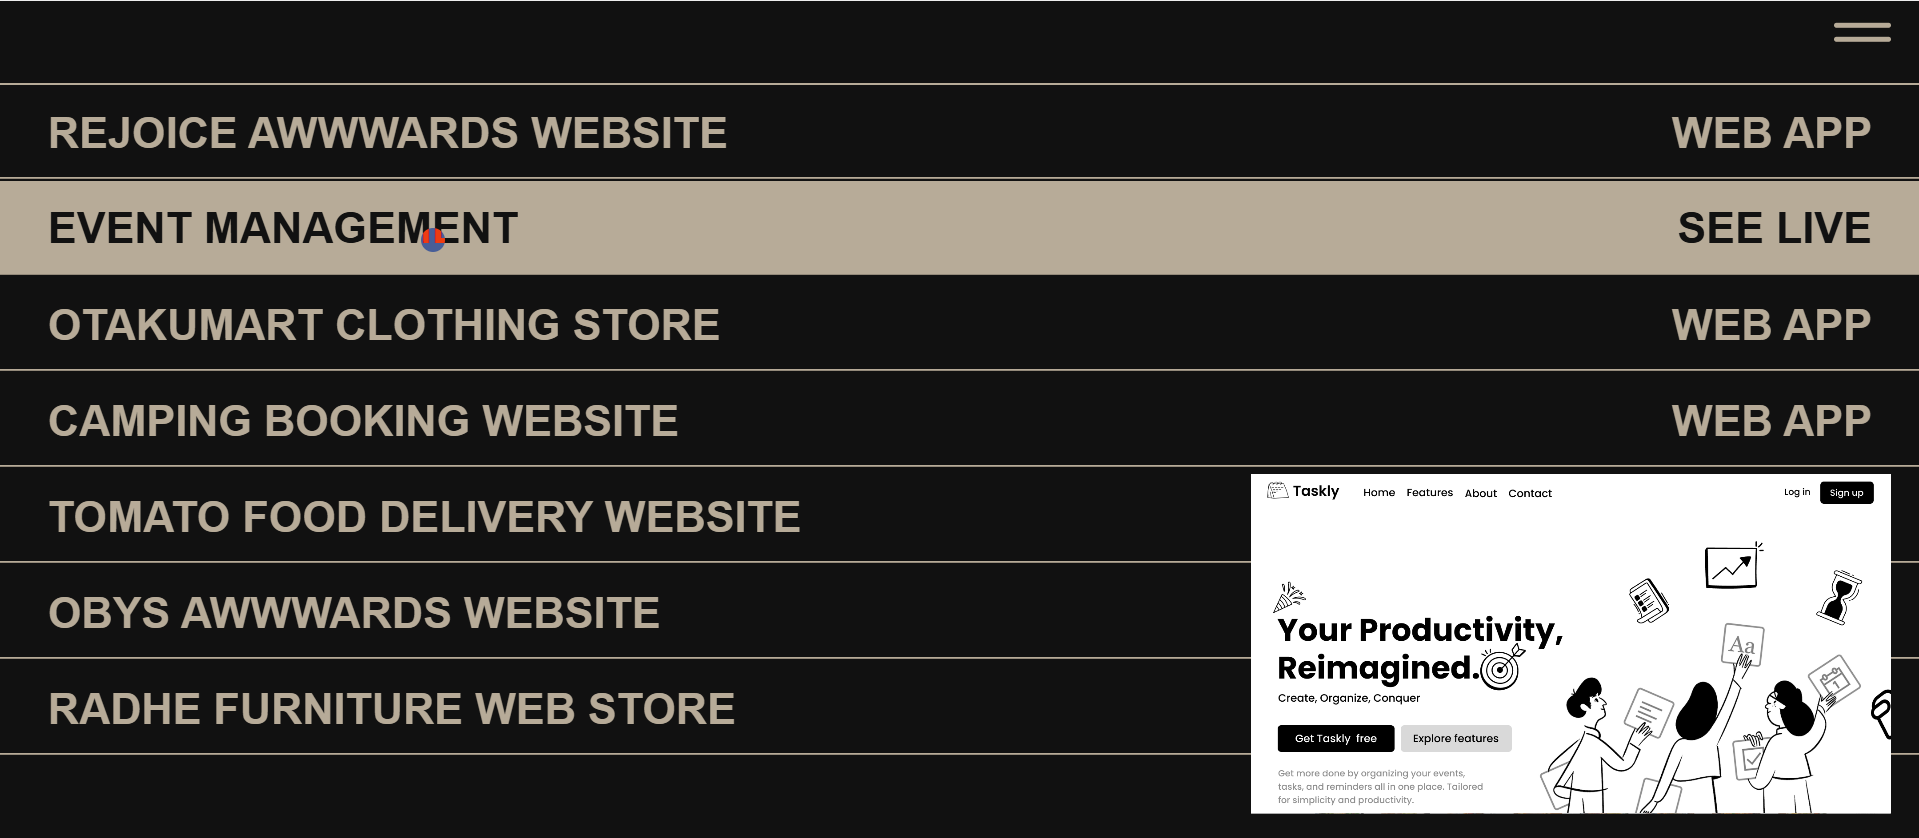 REJOICE AWWWARDS WEBSITE WEB APP
EVENT MANAGEMENT SEE LIVE
OTAKUMART CLOTHING STORE WEB APP
CAMPING BOOKING WEBSITE WEB APP
TOMATO FOOD DELIVERY WEBSITE
OBYS AWWWARDS WEBSITE
RADHE FURNITURE WEB STORE
Taskly Home Features About Contact Log in Sign up
Your Productivity,
Reimagined.
Create, Organize, Conquer
Get Taskly free Explore features
Get more done by organizing your events,
tasks, and reminders all in one place. Tailored
for simplicity and productivity.
Aa
1